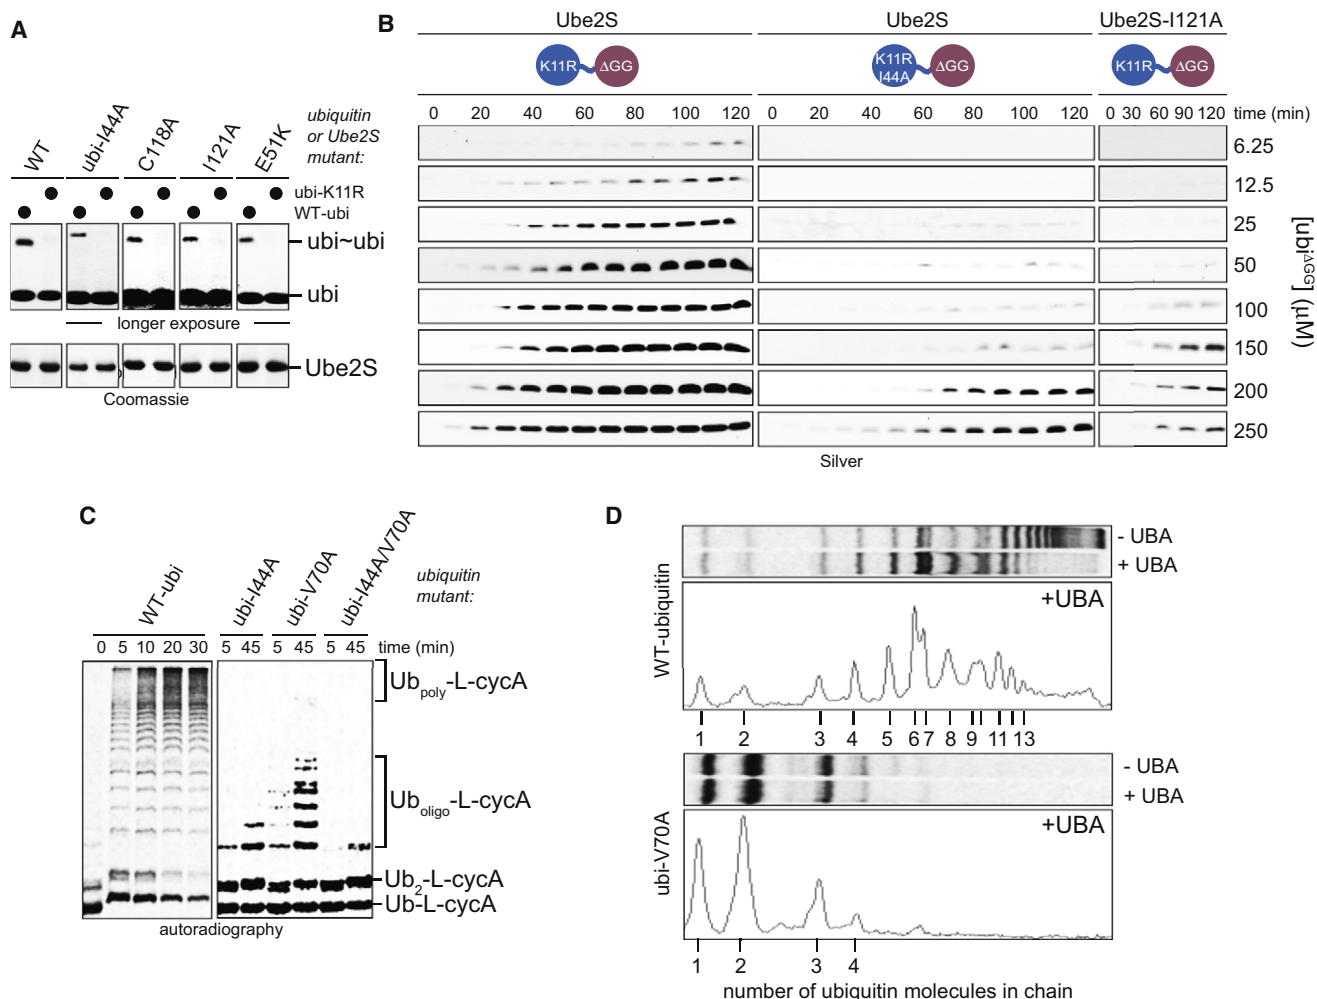 A
WT
ubi-I44A
C118A
I121A
E51K
ubiquitin
or Ube2S
mutant:
ubi-K11R
WT-ubi
ubi~ubi
ubi
longer exposure
Ube2S
Coomassie
B
Ube2S
Ube2S
Ube2S-I121A
K11R
ΔGG
K11R
I44A
ΔGG
K11R
ΔGG
0 20 40 60 80 100 120
0 20 40 60 80 100 120
0 30 60 90 120
time (min)
6.25
12.5
25
50
100
150
200
250
[ubiΔGG] (μM)
Silver
C
WT-ubi
ubi-I44A
ubi-V70A
ubi-I44A/V70A
ubiquitin
mutant:
0 5 10 20 30
5 45 5 45 5 45
time (min)
Ubpoly-L-cycA
Uboligo-L-cycA
Ub2-L-cycA
Ub-L-cycA
autoradiography
D
WT-ubiquitin
- UBA
+ UBA
+UBA
1 2 3 4 5 6 7 8 9 11 13
ubi-V70A
- UBA
+ UBA
+UBA
1 2 3 4
number of ubiquitin molecules in chain